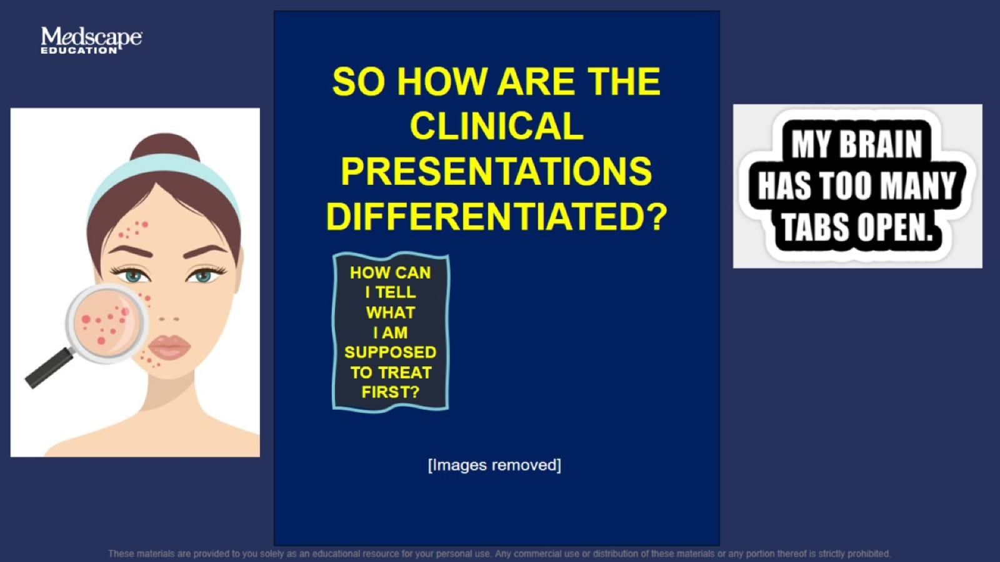 Medscape
EDUCATION
SO HOW ARE THE
CLINICAL
PRESENTATIONS
DIFFERENTIATED?
HOW CAN
I TELL
WHAT
I AM
SUPPOSED
TO TREAT
FIRST?
[Images removed]
MY BRAIN
HAS TOO MANY
TABS OPEN.
These materials are provided to you solely as an educational resource for your personal use. Any commercial use or distribution of these materials or any portion thereof is strictly prohibited.